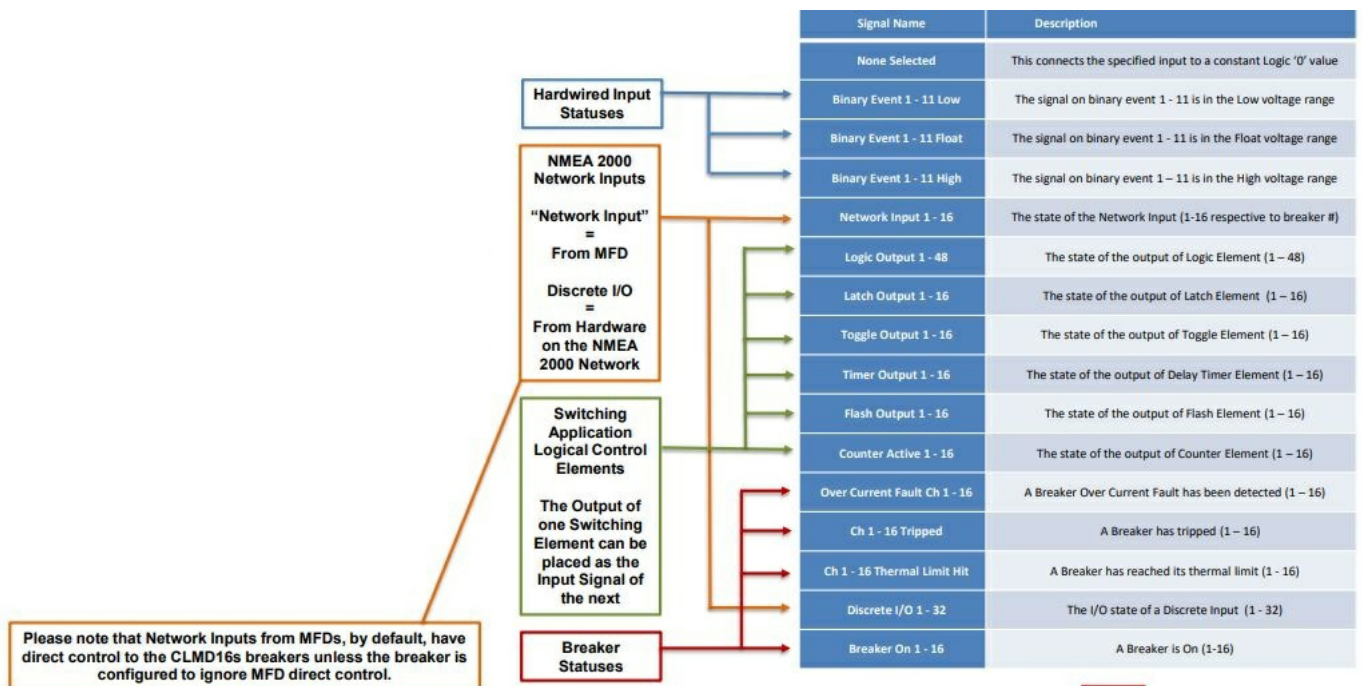 Signal Name Description
None Selected This connects the specified input to a constant Logic ‘0’ value
Binary Event 1 - 11 Low The signal on binary event 1 - 11 is in the Low voltage range
Binary Event 1 - 11 Float The signal on binary event 1 - 11 is in the Float voltage range
Binary Event 1 - 11 High The signal on binary event 1 – 11 is in the High voltage range
Network Input 1 - 16 The state of the Network Input (1-16 respective to breaker #)
Logic Output 1 - 48 The state of the output of Logic Element (1 – 48)
Latch Output 1 - 16 The state of the output of Latch Element (1 – 16)
Toggle Output 1 - 16 The state of the output of Toggle Element (1 – 16)
Timer Output 1 - 16 The state of the output of Delay Timer Element (1 – 16)
Flash Output 1 - 16 The state of the output of Flash Element (1 – 16)
Counter Active 1 - 16 The state of the output of Counter Element (1 – 16)
Over Current Fault Ch 1 - 16 A Breaker Over Current Fault has been detected (1 – 16)
Ch 1 - 16 Tripped A Breaker has tripped (1 – 16)
Ch 1 - 16 Thermal Limit Hit A Breaker has reached its thermal limit (1 - 16)
Discrete I/O 1 - 32 The I/O state of a Discrete Input (1 - 32)
Breaker On 1 - 16 A Breaker is On (1-16)
Hardwired Input
Statuses
NMEA 2000
Network Inputs
“Network Input”
=
From MFD
Discrete I/O
=
From Hardware
on the NMEA
2000 Network
Switching
Application
Logical Control
Elements
The Output of
one Switching
Element can be
placed as the
Input Signal of
the next
Breaker
Statuses
Please note that Network Inputs from MFDs, by default, have
direct control to the CLMD16s breakers unless the breaker is
configured to ignore MFD direct control.